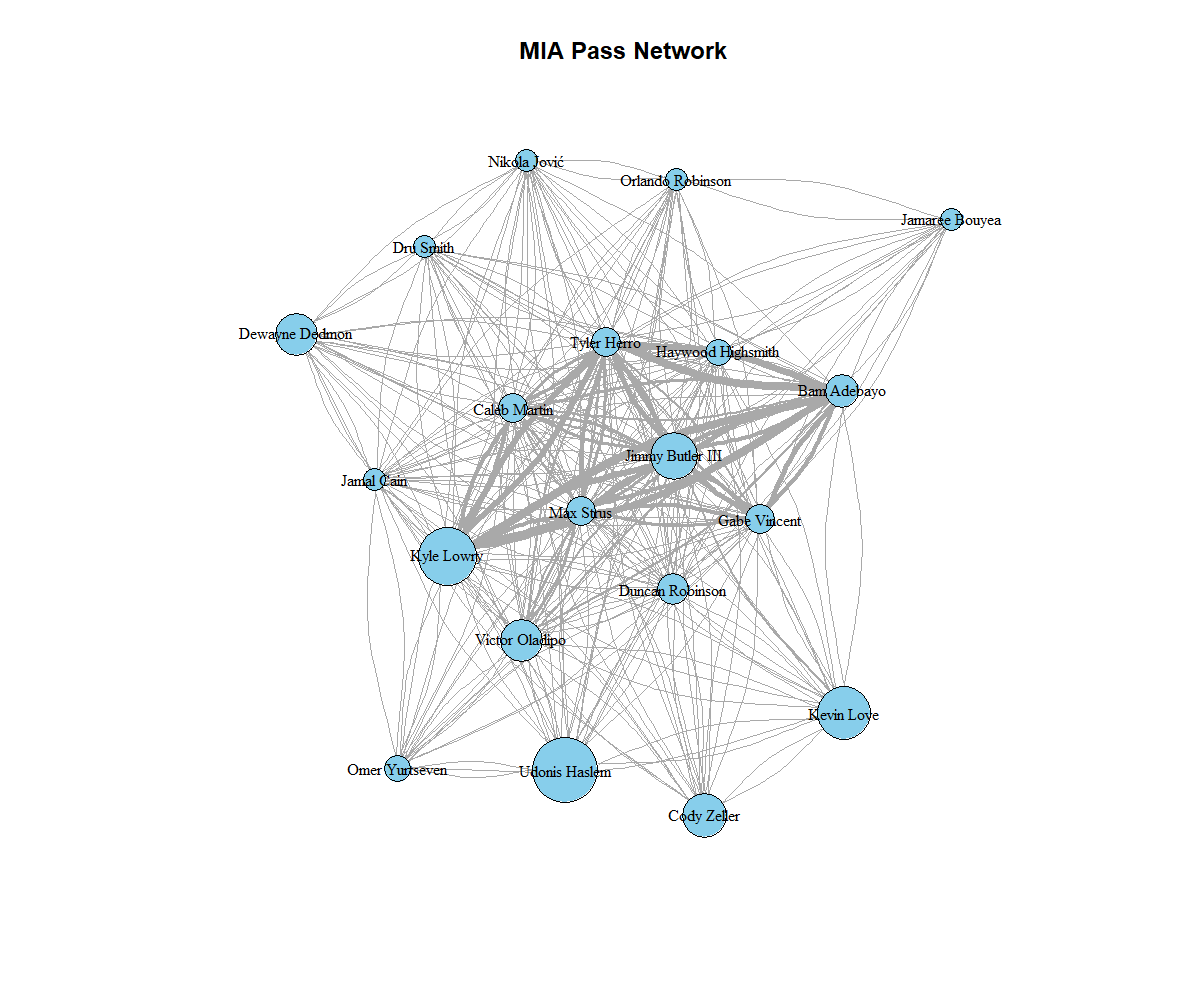 MIA Pass Network
Nikola Jović
Orlando Robinson
Jamaree Bouyea
Dru Smith
Dewayne Dedmon
Tyler Herro
Haywood Highsmith
Bam Adebayo
Caleb Martin
Jimmy Butler III
Jamal Cain
Max Strus
Gabe Vincent
Kyle Lowry
Duncan Robinson
Victor Oladipo
Kevin Love
Omer Yurtseven
Udonis Haslem
Cody Zeller